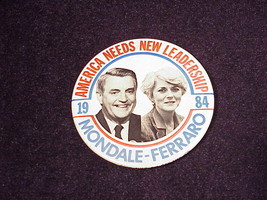 AMERICA NEEDS NEW LEADERSHIP
19 84
MONDALE-FERRARO